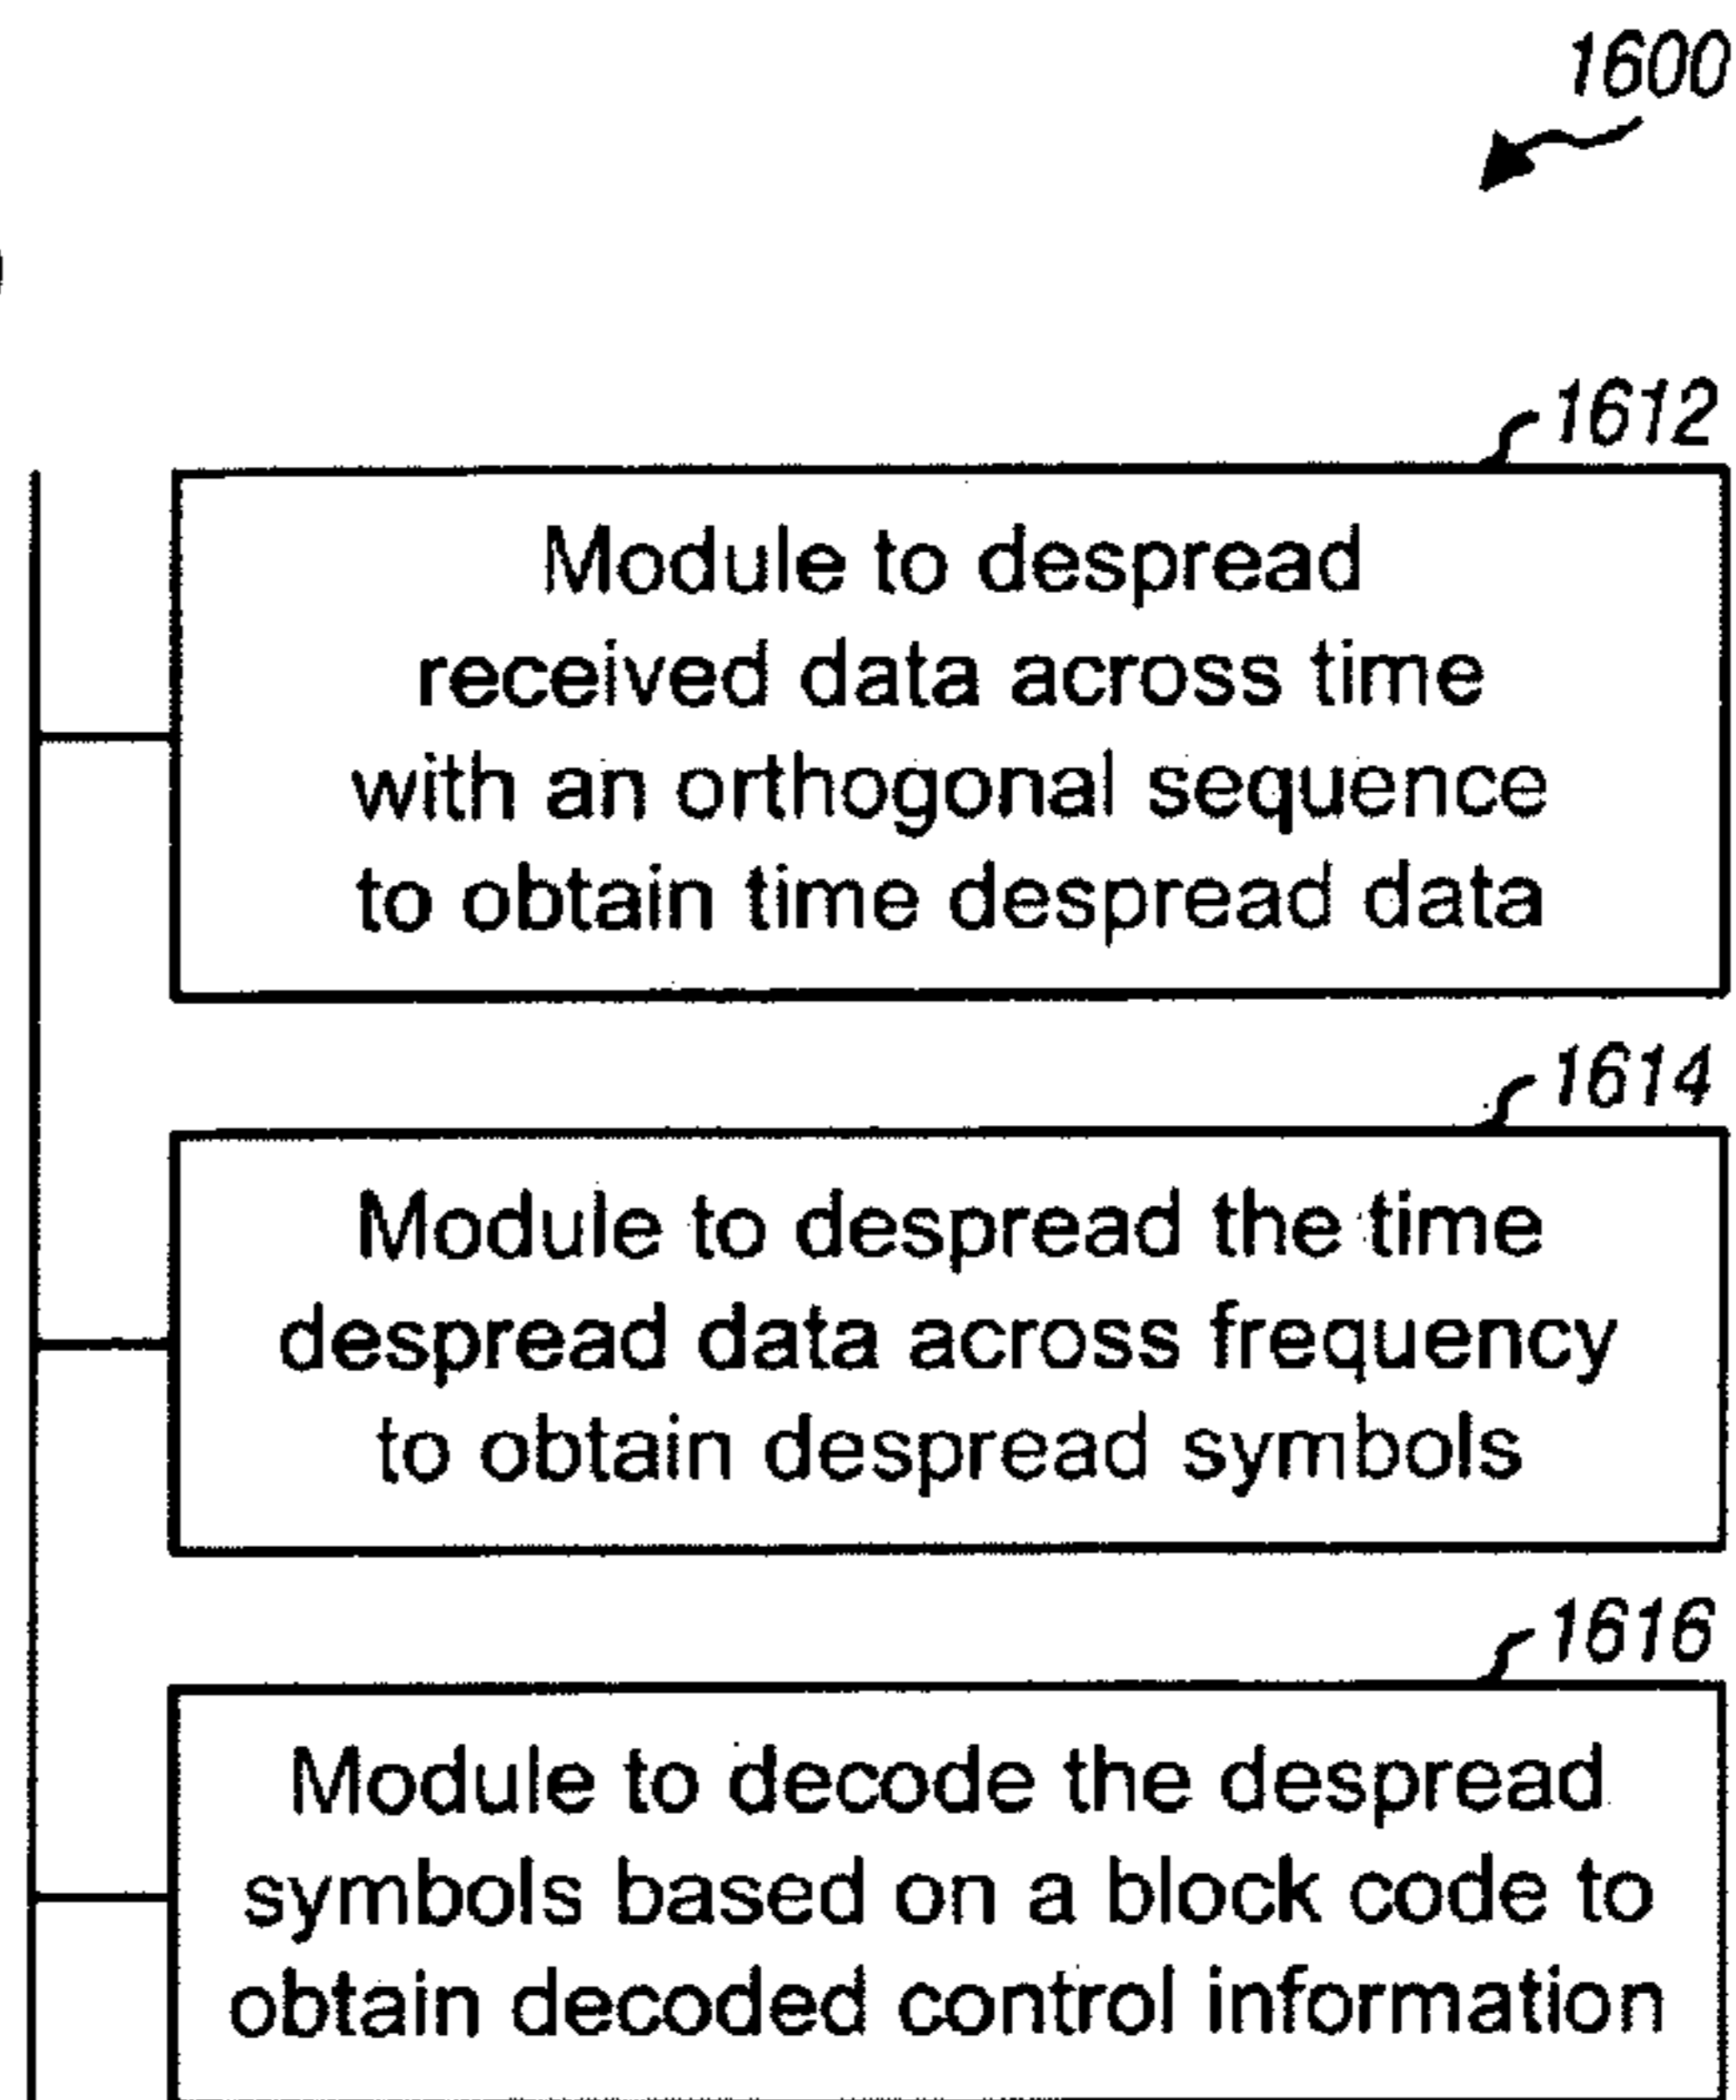 1600
1612
Module to despread
received data across time
with an orthogonal sequence
to obtain time despread data
1614
Module to despread the time
despread data across frequency
to obtain despread symbols
1616
Module to decode the despread
symbols based on a block code to
obtain decoded control information